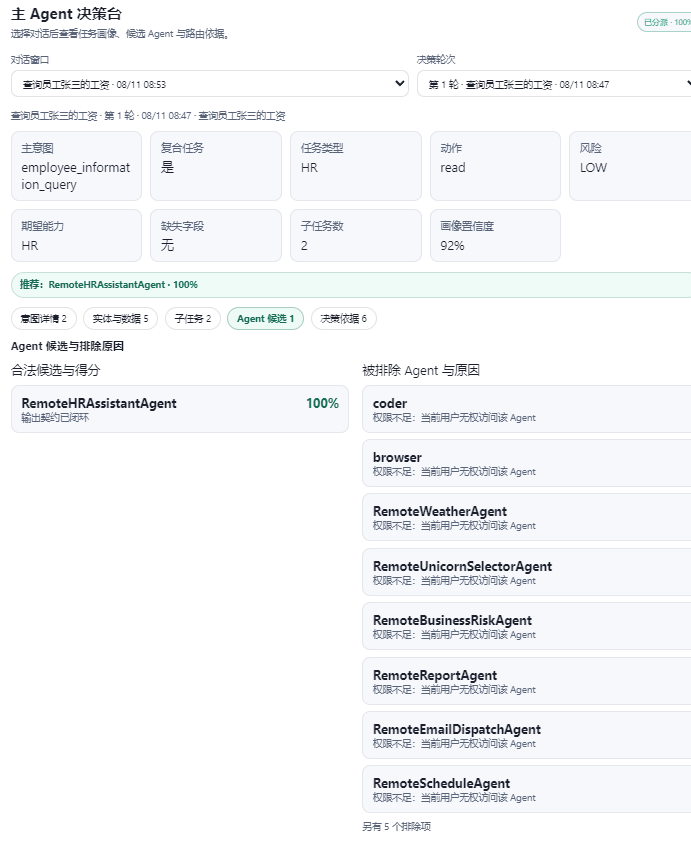 主 Agent 决策台
选择对话后查看任务画像、候选 Agent 与路由依据。
已分派 · 100%
对话窗口
决策轮次
查询员工张三的工资 · 08/11 08:53
第 1 轮 · 查询员工张三的工资 · 08/11 08:47
查询员工张三的工资 · 第 1 轮 · 08/11 08:47 · 查询员工张三的工资
主意图
employee_informat
ion_query
复合任务
是
任务类型
HR
动作
read
风险
LOW
期望能力
HR
缺失字段
无
子任务数
2
画像置信度
92%
推荐：RemoteHRAssistantAgent · 100%
意图详情 2
实体与数据 5
子任务 2
Agent 候选 1
决策依据 6
Agent 候选与排除原因
合法候选与得分
RemoteHRAssistantAgent
100%
输出契约已闭环
被排除 Agent 与原因
coder
权限不足：当前用户无权访问该 Agent
browser
权限不足：当前用户无权访问该 Agent
RemoteWeatherAgent
权限不足：当前用户无权访问该 Agent
RemoteUnicornSelectorAgent
权限不足：当前用户无权访问该 Agent
RemoteBusinessRiskAgent
权限不足：当前用户无权访问该 Agent
RemoteReportAgent
权限不足：当前用户无权访问该 Agent
RemoteEmailDispatchAgent
权限不足：当前用户无权访问该 Agent
RemoteScheduleAgent
权限不足：当前用户无权访问该 Agent
另有 5 个排除项